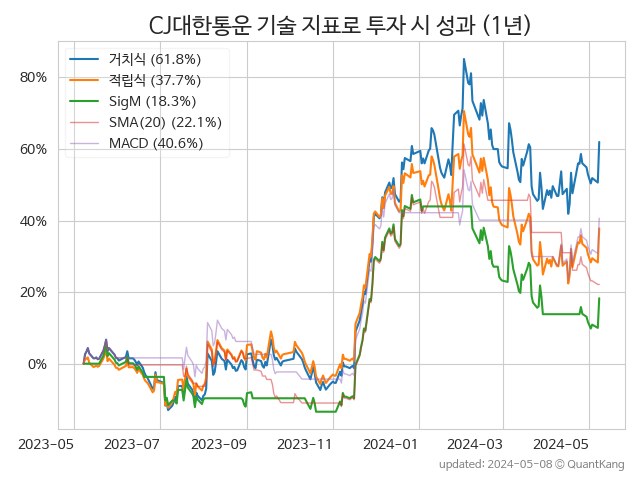 CJ대한통운 기술 지표로 투자 시 성과 (1년)
거치식 (61.8%)
적립식 (37.7%)
SigM (18.3%)
SMA(20) (22.1%)
MACD (40.6%)
80%
60%
40%
20%
0%
2023-05 2023-07 2023-09 2023-11 2024-01 2024-03 2024-05
updated: 2024-05-08 © QuantKang